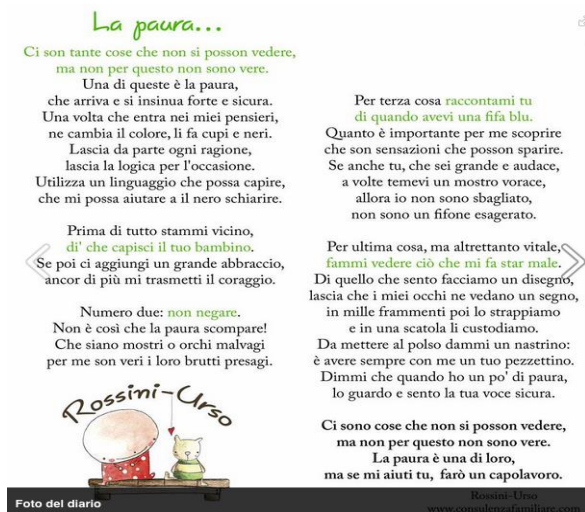 La paura...
Ci son tante cose che non si posson vedere,
ma non per questo non sono vere.
Una di queste è la paura,
che arriva e si insinua forte e sicura.
Una volta che entra nei miei pensieri,
ne cambia il colore, li fa cupi e neri.
Lascia da parte ogni ragione,
lascia la logica per l'occasione.
Utilizza un linguaggio che possa capire,
che mi possa aiutare a il nero schiarire.
Prima di tutto stammi vicino,
di' che capisci il tuo bambino.
Se poi ci aggiungi un grande abbraccio,
ancor di più mi trasmetti il coraggio.
Numero due: non negare.
Non è così che la paura scompare!
Che siano mostri o orchi malvagi
per me son veri i loro brutti presagi.
Rossini-Urso
Per terza cosa raccontami tu
di quando avevi una fifa blu.
Quanto è importante per me scoprire
che son sensazioni che posson sparire.
Se anche tu, che sei grande e audace,
a volte temevi un mostro vorace,
allora io non sono sbagliato,
non sono un fifone esagerato.
Per ultima cosa, ma altrettanto vitale,
fammi vedere ciò che mi fa star male.
Di quello che sento facciamo un disegno,
lascia che i miei occhi ne vedano un segno,
in mille frammenti poi lo strappiamo
e in una scatola li custodiamo.
Da mettere al polso dammi un nastrino:
è avere sempre con me un tuo pezzettino.
Dimmi che quando ho un po' di paura,
lo guardo e sento la tua voce sicura.
Ci sono cose che non si posson vedere,
ma non per questo non sono vere.
La paura è una di loro,
ma se mi aiuti tu, farò un capolavoro.
Rossini-Urso
www.consulenzafamiliare.com
Foto del diario